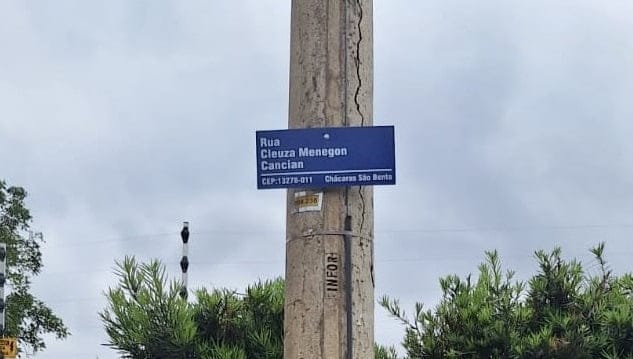 Rua
Cleuza Menegon
Cancian
CEP:13278-011 Chácaras São Bento
INFOR